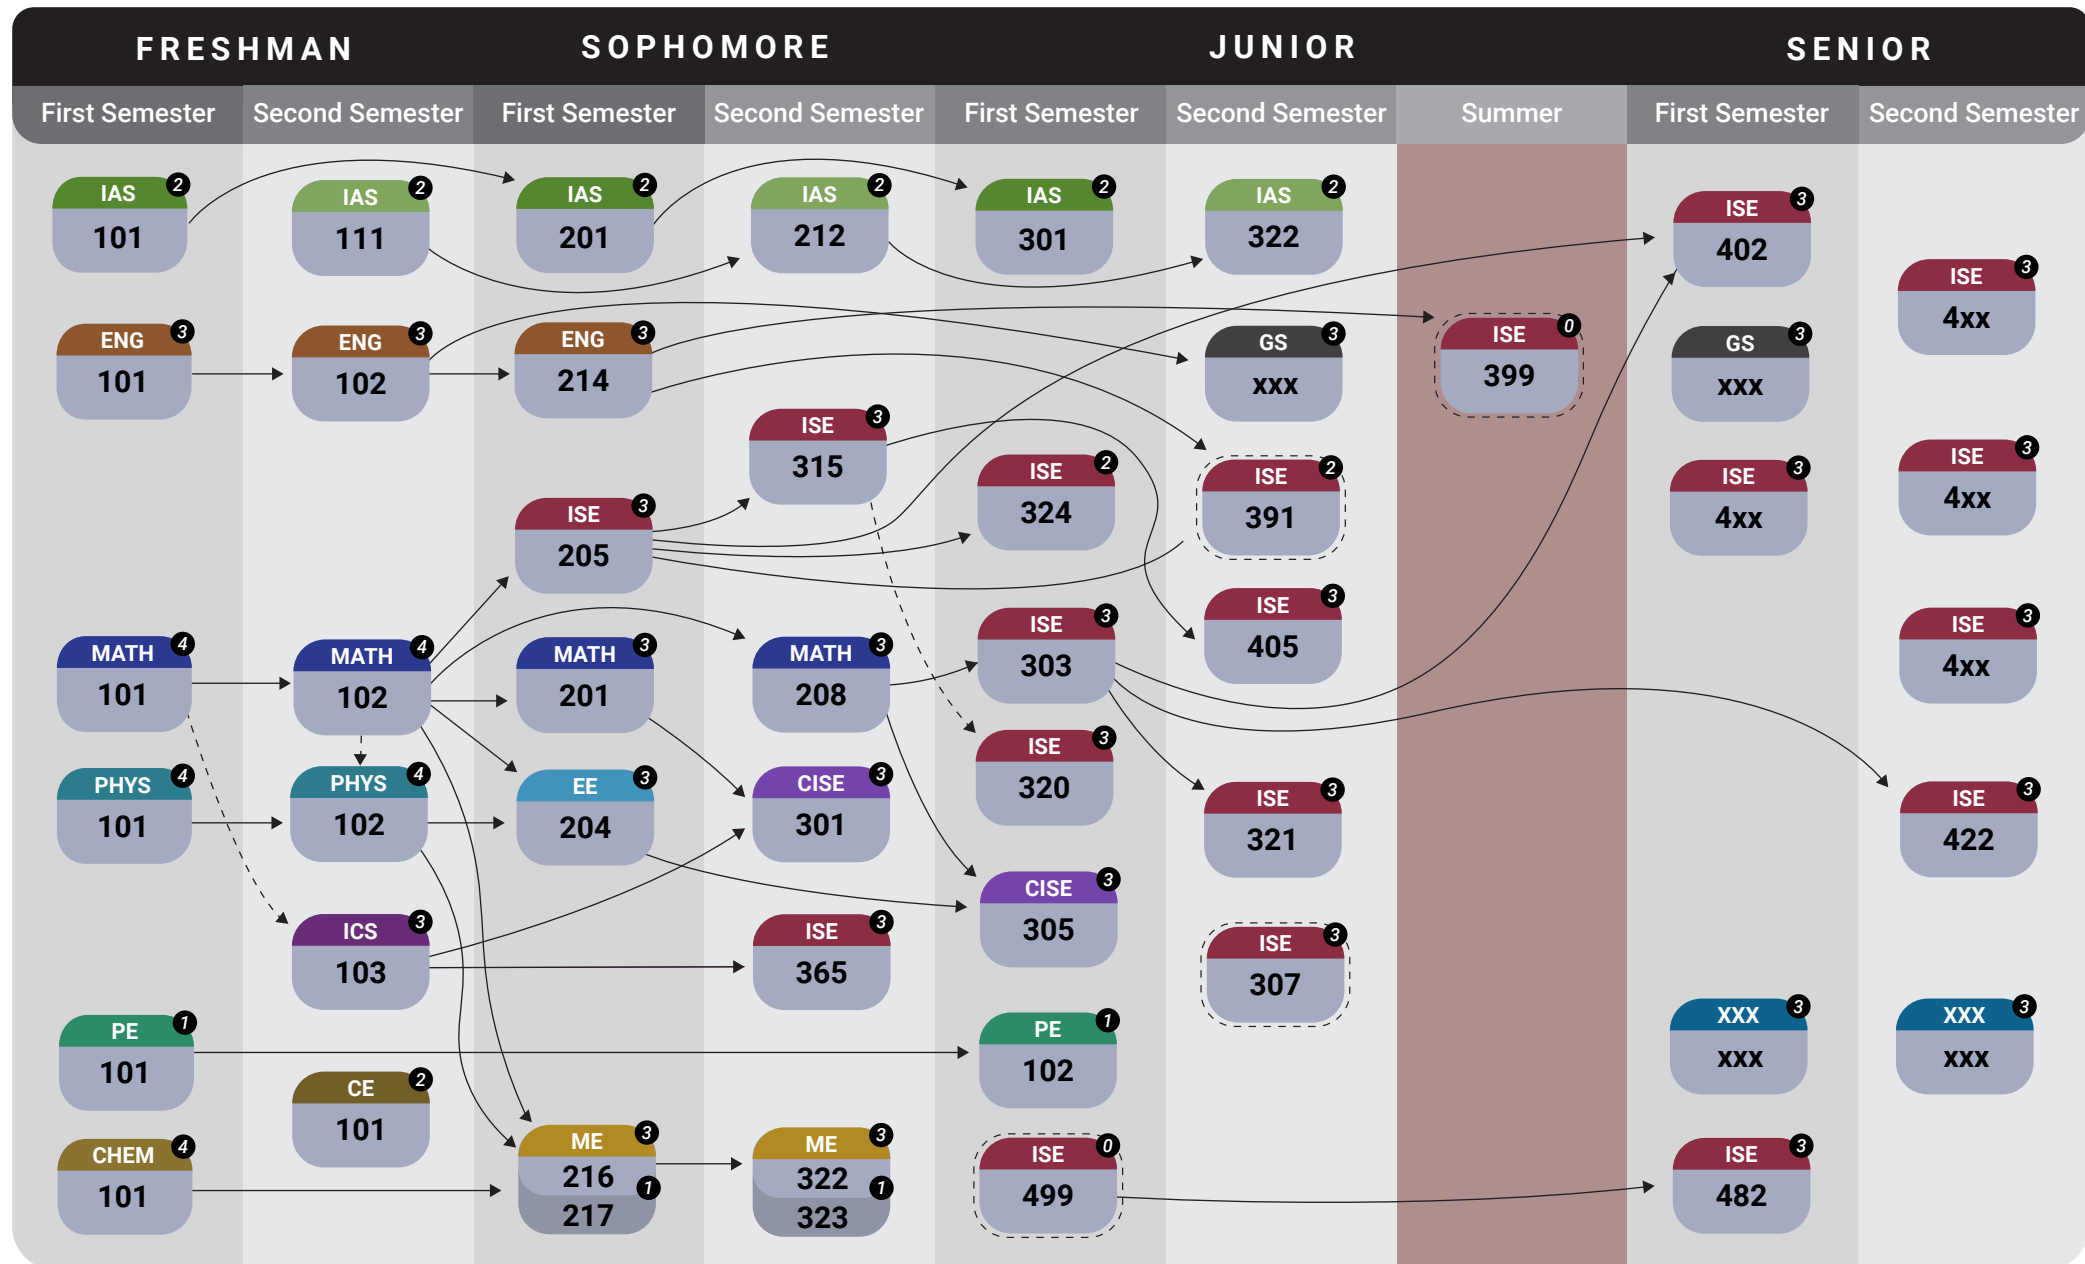 FRESHMAN
SOPHOMORE
JUNIOR
SENIOR
First Semester
Second Semester
First Semester
Second Semester
First Semester
Second Semester
Summer
First Semester
Second Semester
IAS 2
101
ENG 3
101
MATH 4
101
PHYS 4
101
PE 1
101
CHEM 4
101
IAS 2
111
ENG 3
102
MATH 4
102
PHYS 4
102
ICS 3
103
CE 2
101
IAS 2
201
ENG 3
214
ISE 3
205
MATH 3
201
EE 3
204
ME 3
216
1
217
IAS 2
212
ISE 3
315
MATH 3
208
CISE 3
301
ISE 3
365
ME 3
322
1
323
IAS 2
301
ISE 2
324
ISE 3
303
ISE 3
320
CISE 3
305
PE 1
102
ISE 0
499
IAS 2
322
GS 3
xxx
ISE 2
391
ISE 3
405
ISE 3
321
ISE 3
307
ISE 0
399
ISE 3
402
GS 3
xxx
ISE 3
4xx
XXX 3
xxx
ISE 3
482
ISE 3
4xx
ISE 3
4xx
ISE 3
4xx
ISE 3
422
XXX 3
xxx